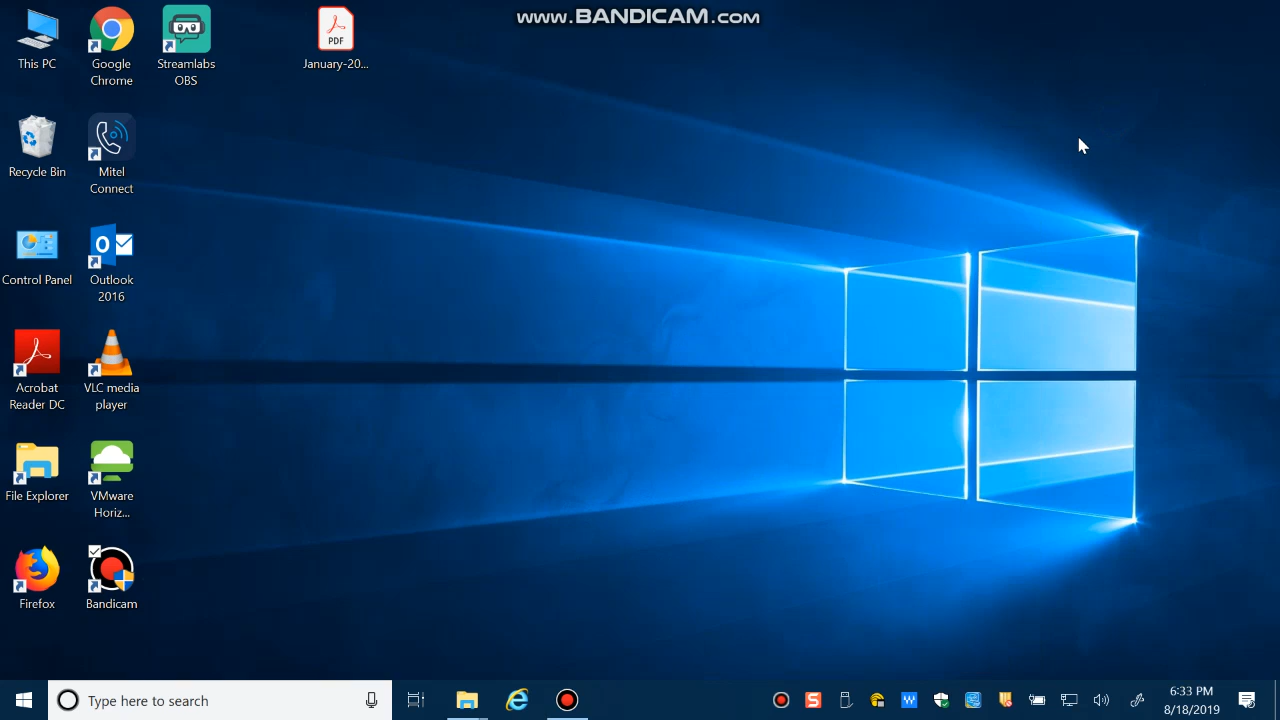 www.BANDICAM.com
This PC
Google
Chrome
Streamlabs
OBS
PDF
January-20...
Recycle Bin
Mitel
Connect
Control Panel
Outlook
2016
Acrobat
Reader DC
VLC media
player
File Explorer
VMware
Horiz...
Firefox
Bandicam
Type here to search
6:33 PM
8/18/2019